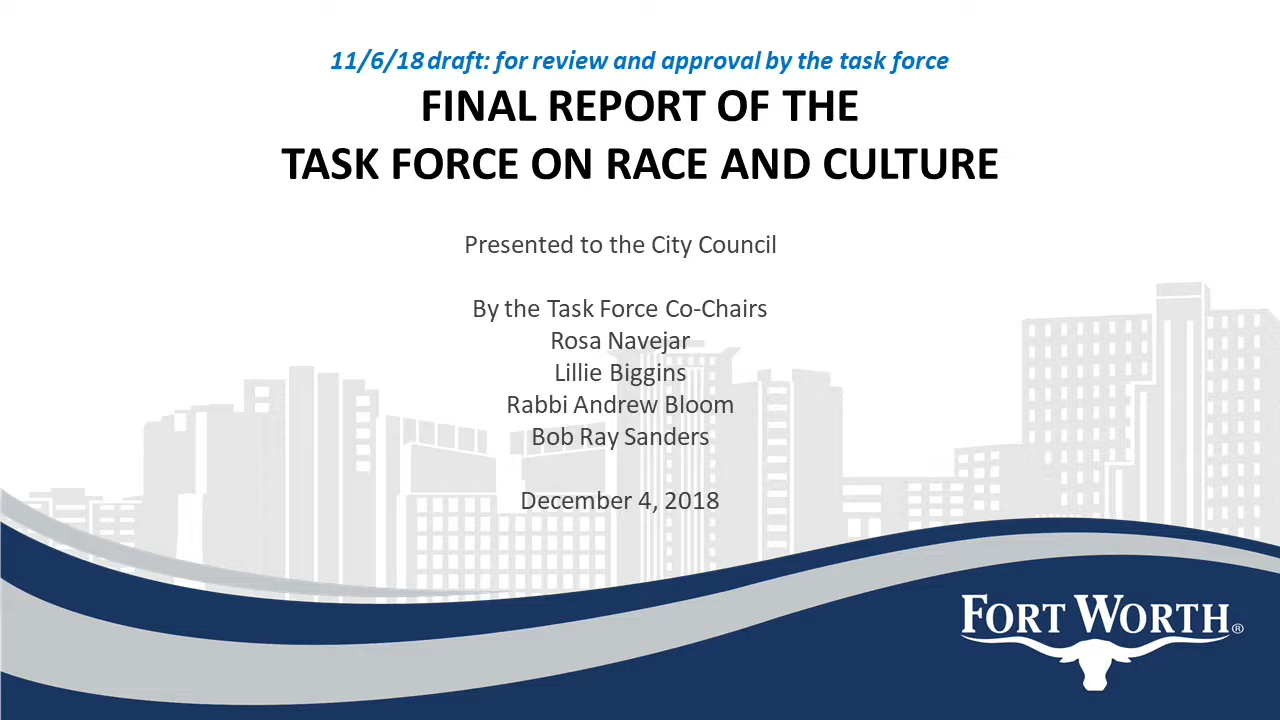 11/6/18 draft: for review and approval by the task force
FINAL REPORT OF THE
TASK FORCE ON RACE AND CULTURE
Presented to the City Council
By the Task Force Co-Chairs
Rosa Navejar
Lillie Biggins
Rabbi Andrew Bloom
Bob Ray Sanders
December 4, 2018
FORT WORTH®